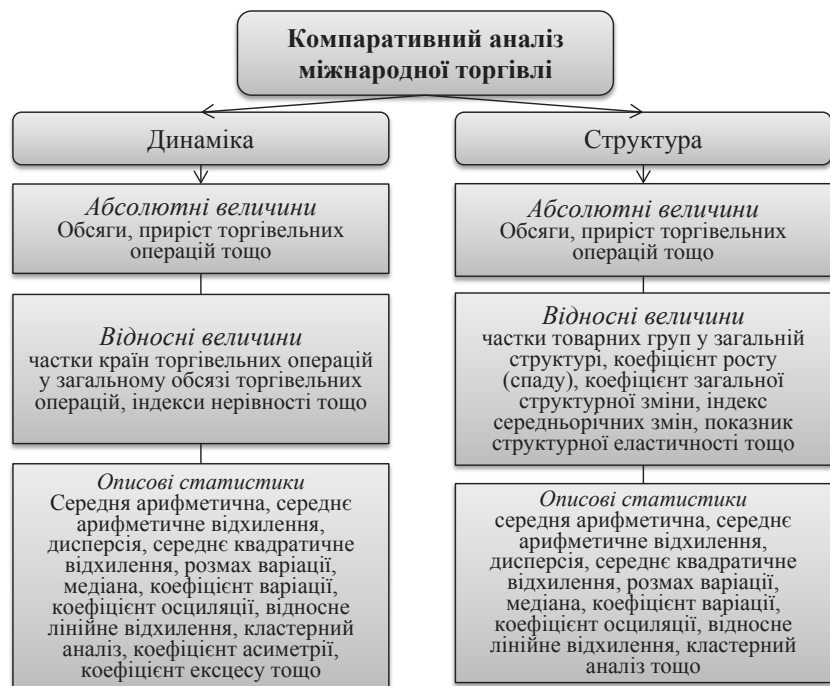 Компаративний аналіз
міжнародної торгівлі
Динаміка
Абсолютні величини
Обсяги, приріст торгівельних
операцій тощо
Відносні величини
частки країн торгівельних операцій
у загальному обсязі торгівельних
операцій, індекси нерівності тощо
Описові статистики
Середня арифметична, середнє
арифметичне відхилення,
дисперсія, середнє квадратичне
відхилення, розмах варіації,
медіана, коефіцієнт варіації,
коефіцієнт осциляції, відносне
лінійне відхилення, кластерний
аналіз, коефіцієнт асиметрії,
коефіцієнт ексцесу тощо
Структура
Абсолютні величини
Обсяги, приріст торгівельних
операцій тощо
Відносні величини
частки товарних груп у загальній
структурі, коефіцієнт росту
(спаду), коефіцієнт загальної
структурної зміни, індекс
середньорічних змін, показник
структурної еластичності тощо
Описові статистики
середня арифметична, середнє
арифметичне відхилення,
дисперсія, середнє квадратичне
відхилення, розмах варіації,
медіана, коефіцієнт варіації,
коефіцієнт осциляції, відносне
лінійне відхилення, кластерний
аналіз тощо